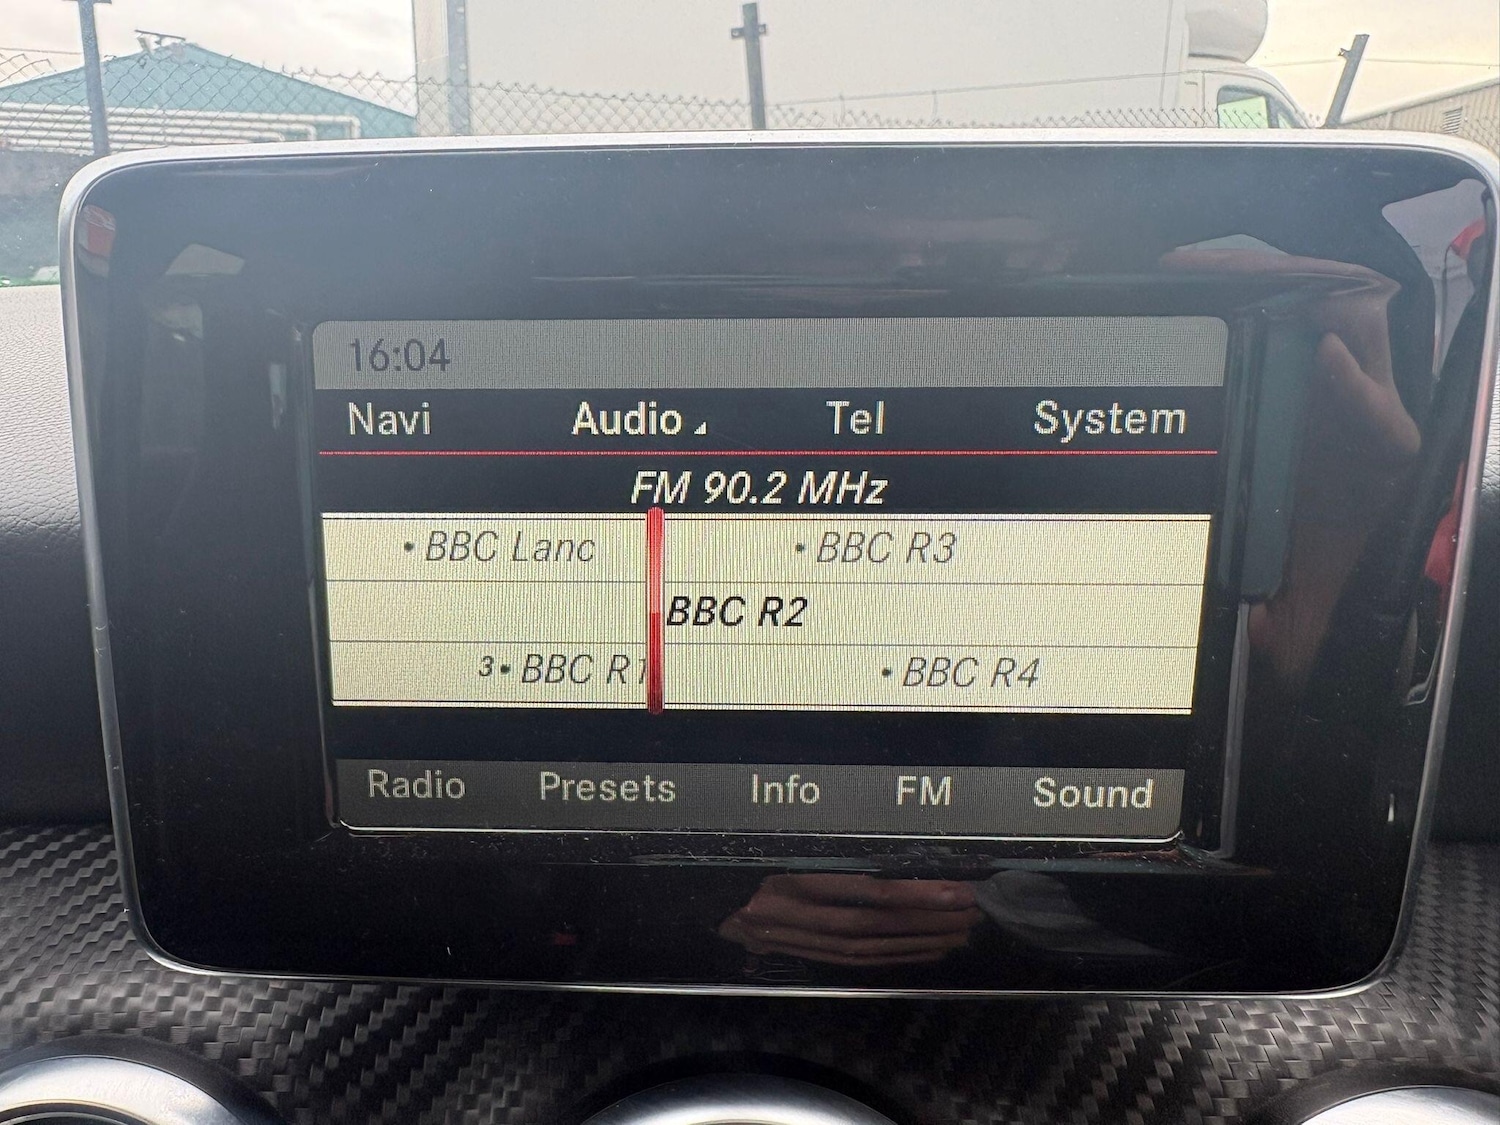 16:04
Navi Audio Tel System
FM 90.2 MHz
• BBC Lanc • BBC R3
BBC R2
3• BBC R1 • BBC R4
Radio Presets Info FM Sound